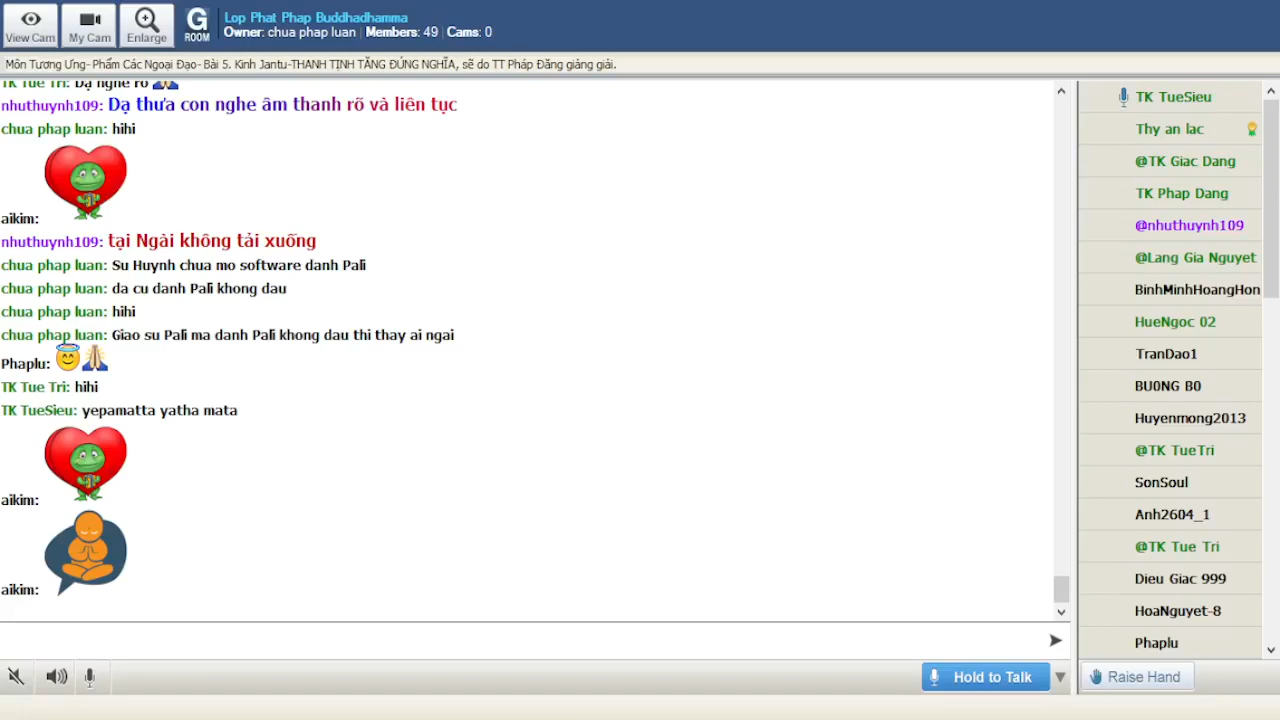 View Cam
My Cam
Enlarge
G
ROOM
Lop Phat Phap Buddhadhamma
Owner: chua phap luan | Members: 49 | Cams: 0
Môn Tương Ưng- Phẩm Các Ngoại Đạo- Bài 5. Kinh Jantu-THANH TỊNH TĂNG ĐÚNG NGHĨA, sẽ do TT Pháp Đăng giảng giải.
TK Tue Tri: Dạ nghe rõ
nhuthuynh109: Dạ thưa con nghe âm thanh rõ và liên tục
chua phap luan: hihi
aikim:
nhuthuynh109: tại Ngài không tải xuống
chua phap luan: Su Huynh chua mo software danh Pali
chua phap luan: da cu danh Pali khong dau
chua phap luan: hihi
chua phap luan: Giao su Pali ma danh Pali khong dau thi thay ai ngai
Phaplu:
TK Tue Tri: hihi
TK TueSieu: yepamatta yatha mata
aikim:
aikim:
Hold to Talk
TK TueSieu
Thy an lac
@TK Giac Dang
TK Phap Dang
@nhuthuynh109
@Lang Gia Nguyet
BinhMinhHoangHon
HueNgoc 02
TranDao1
BU0NG B0
Huyenmong2013
@TK TueTri
SonSoul
Anh2604_1
@TK Tue Tri
Dieu Giac 999
HoaNguyet-8
Phaplu
Raise Hand